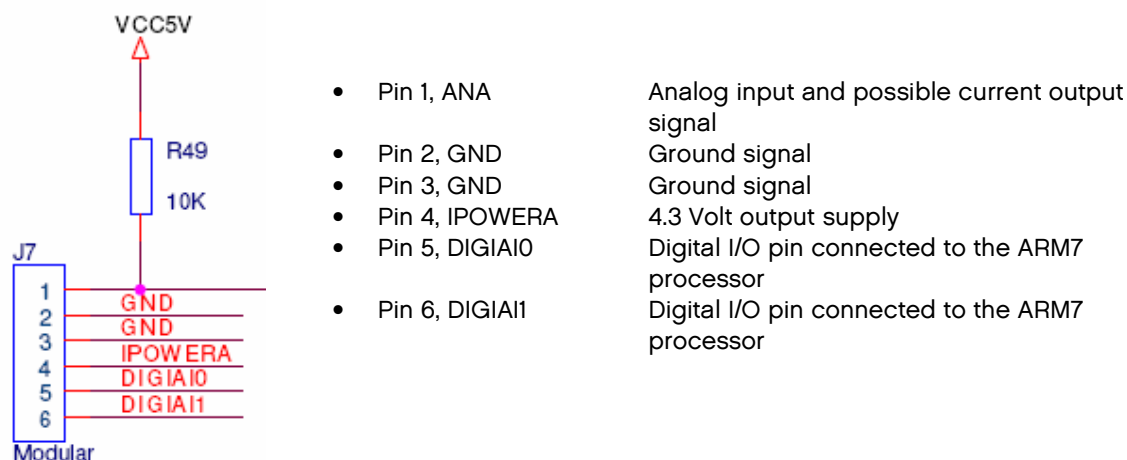 VCC5V
R49
10K
J7
1
GND
2
GND
3
IPOWERA
4
DIGIAI0
5
DIGIAI1
6
Modular
• Pin 1, ANA Analog input and possible current output
signal
• Pin 2, GND Ground signal
• Pin 3, GND Ground signal
• Pin 4, IPOWERA 4.3 Volt output supply
• Pin 5, DIGIAI0 Digital I/O pin connected to the ARM7
processor
• Pin 6, DIGIAI1 Digital I/O pin connected to the ARM7
processor